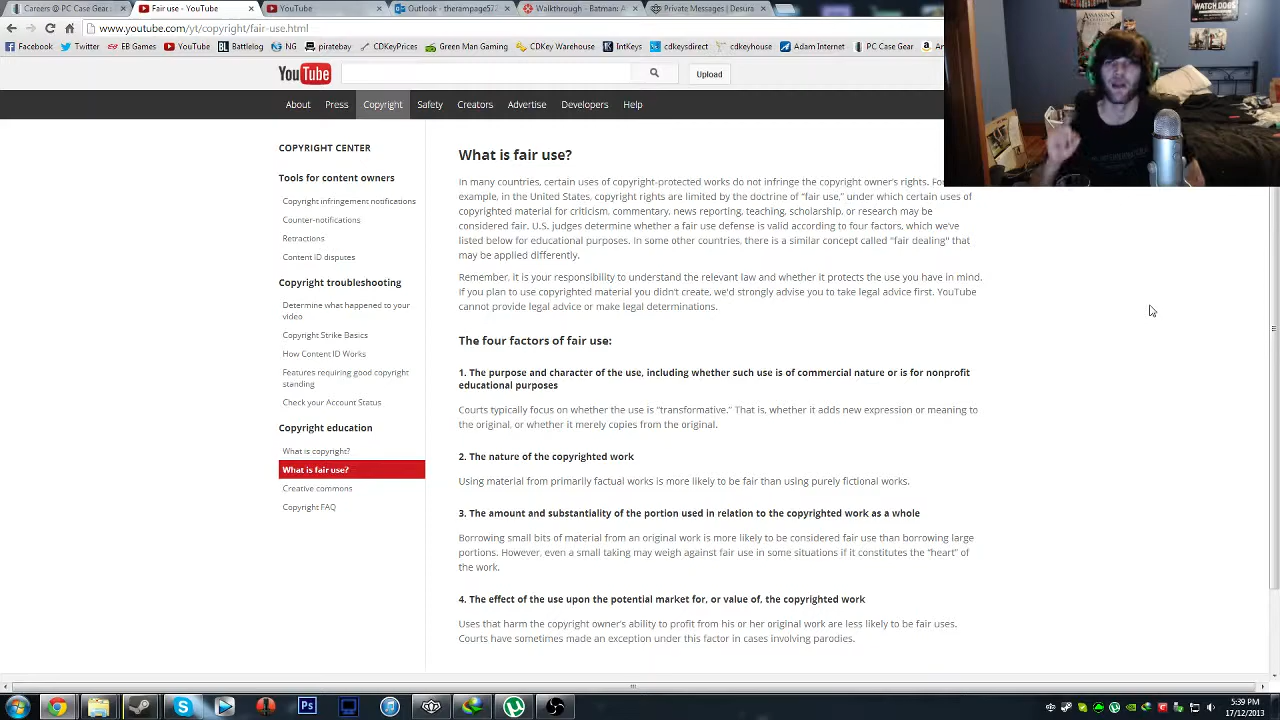 Careers @ PC Case Gear
Fair use - YouTube
YouTube
Outlook - therampage57
Walkthrough - Batman: A
Private Messages | Desura
www.youtube.com/yt/copyright/fair-use.html
Facebook
Twitter
EB Games
YouTube
Battlelog
NG
piratebay
CDKeyPrices
Green Man Gaming
CDKey Warehouse
IntKeys
cdkeysdirect
cdkeyhouse
Adam Internet
PC Case Gear
You Tube
Upload
About
Press
Copyright
Safety
Creators
Advertise
Developers
Help
COPYRIGHT CENTER
Tools for content owners
Copyright infringement notifications
Counter-notifications
Retractions
Content ID disputes
Copyright troubleshooting
Determine what happened to your
video
Copyright Strike Basics
How Content ID Works
Features requiring good copyright
standing
Check your Account Status
Copyright education
What is copyright?
What is fair use?
Creative commons
Copyright FAQ
What is fair use?
In many countries, certain uses of copyright-protected works do not infringe the copyright owner's rights. Fo
example, in the United States, copyright rights are limited by the doctrine of "fair use," under which certain uses of
copyrighted material for criticism, commentary, news reporting, teaching, scholarship, or research may be
considered fair. U.S. judges determine whether a fair use defense is valid according to four factors, which we've
listed below for educational purposes. In some other countries, there is a similar concept called "fair dealing" that
may be applied differently.
Remember, it is your responsibility to understand the relevant law and whether it protects the use you have in mind.
If you plan to use copyrighted material you didn't create, we'd strongly advise you to take legal advice first. YouTube
cannot provide legal advice or make legal determinations.
The four factors of fair use:
1. The purpose and character of the use, including whether such use is of commercial nature or is for nonprofit
educational purposes
Courts typically focus on whether the use is "transformative." That is, whether it adds new expression or meaning to
the original, or whether it merely copies from the original.
2. The nature of the copyrighted work
Using material from primarily factual works is more likely to be fair than using purely fictional works.
3. The amount and substantiality of the portion used in relation to the copyrighted work as a whole
Borrowing small bits of material from an original work is more likely to be considered fair use than borrowing large
portions. However, even a small taking may weigh against fair use in some situations if it constitutes the "heart" of
the work.
4. The effect of the use upon the potential market for, or value of, the copyrighted work
Uses that harm the copyright owner's ability to profit from his or her original work are less likely to be fair uses.
Courts have sometimes made an exception under this factor in cases involving parodies.
WATCH DOGS
5:39 PM
17/12/2013